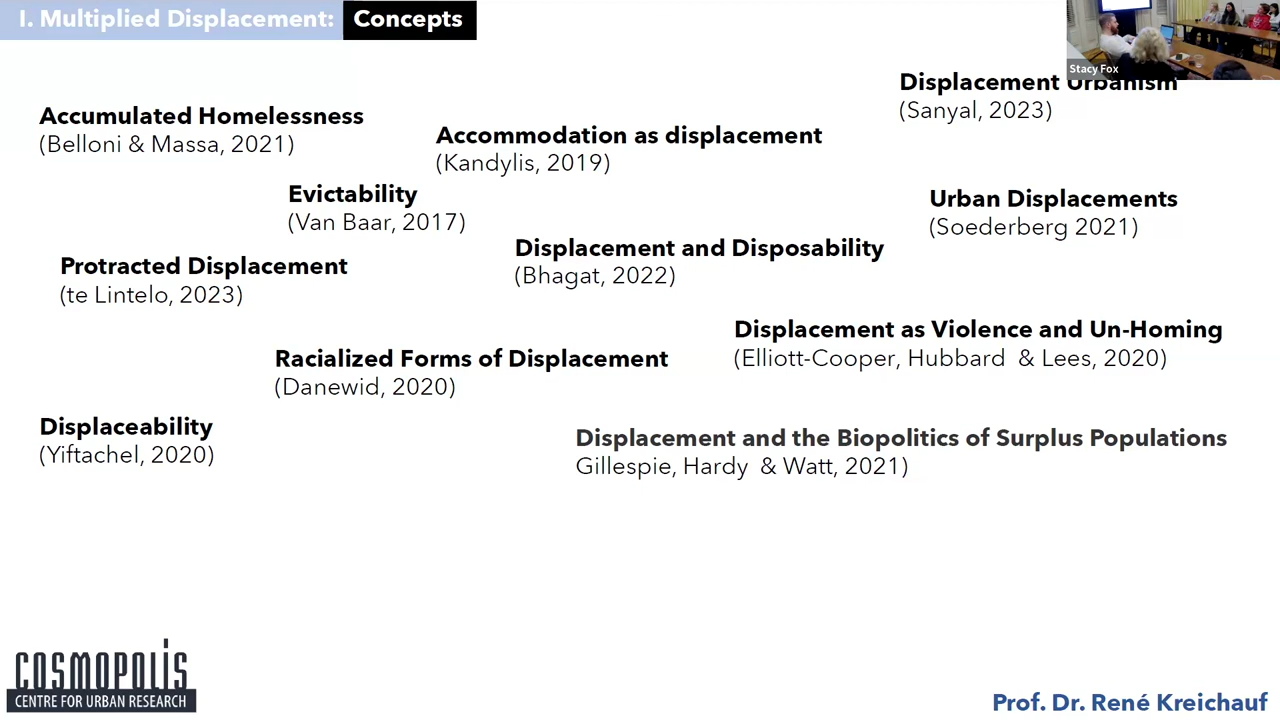 I. Multiplied Displacement: Concepts
Stacy Fox
Displacement Urbanism
(Sanyal, 2023)
Accumulated Homelessness
(Belloni & Massa, 2021)
Accommodation as displacement
(Kandylis, 2019)
Evictability
(Van Baar, 2017)
Urban Displacements
(Soederberg 2021)
Displacement and Disposability
(Bhagat, 2022)
Protracted Displacement
(te Lintelo, 2023)
Displacement as Violence and Un-Homing
(Elliott-Cooper, Hubbard & Lees, 2020)
Racialized Forms of Displacement
(Danewid, 2020)
Displaceability
(Yiftachel, 2020)
Displacement and the Biopolitics of Surplus Populations
Gillespie, Hardy & Watt, 2021)
COSMOPOLIS
CENTRE FOR URBAN RESEARCH
Prof. Dr. René Kreichauf